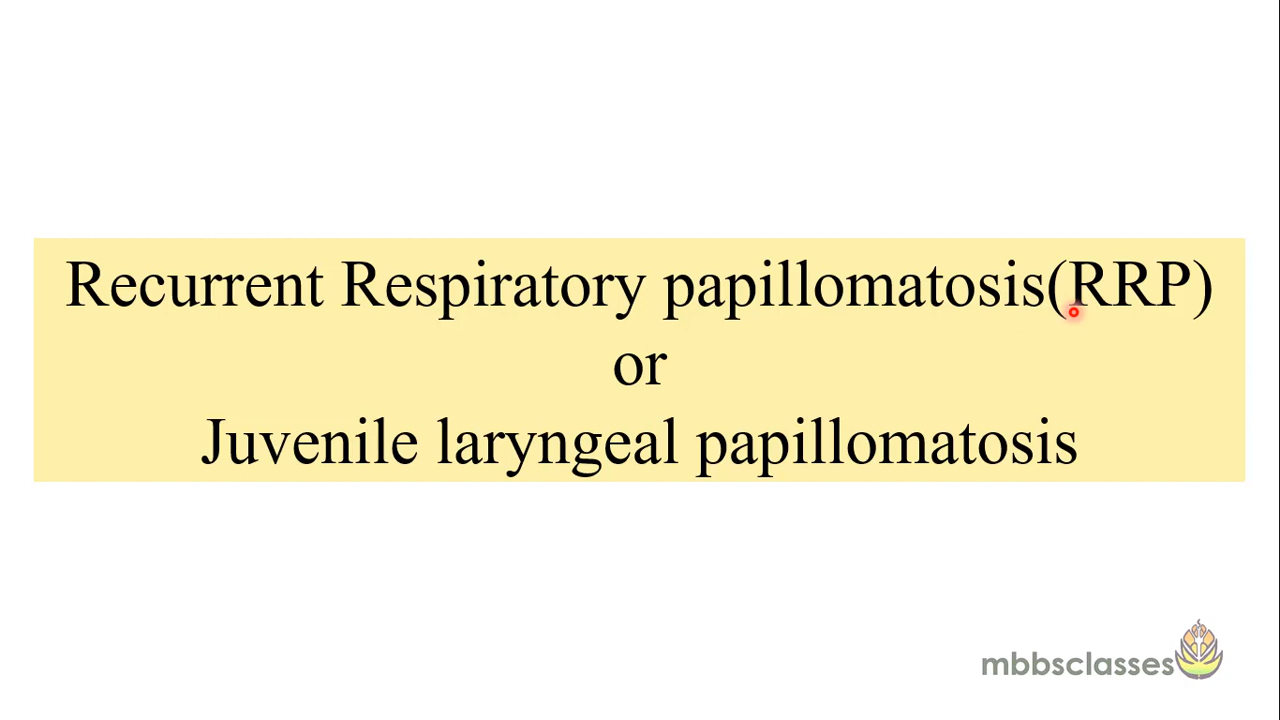 Recurrent Respiratory papillomatosis(RRP)
or
Juvenile laryngeal papillomatosis
mbbsclasses